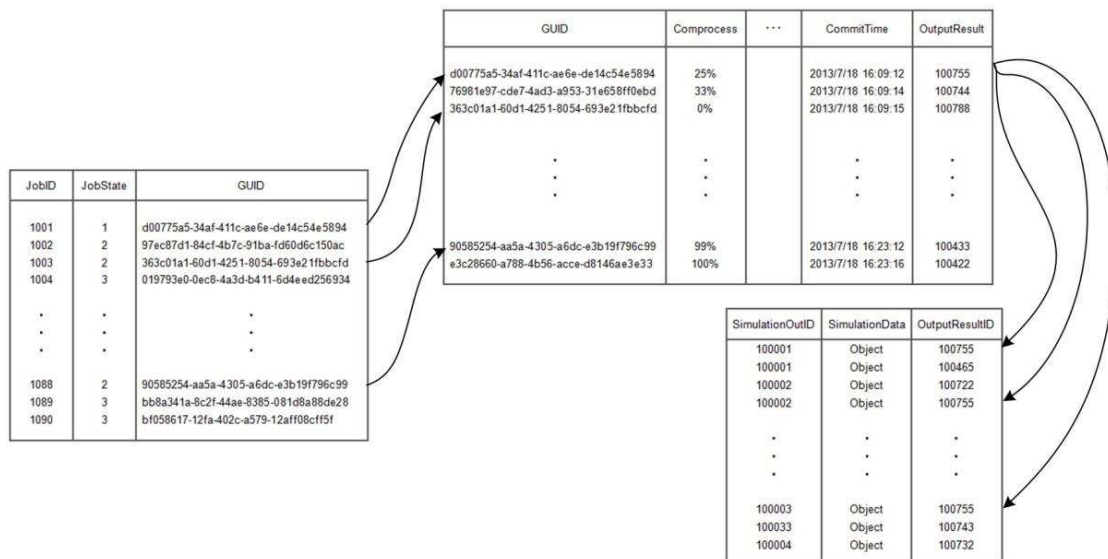 GUID Comprocess ... CommitTime OutputResult
d00775a5-34af-411c-ae6e-de14c54e5894 25% 2013/7/18 16:09:12 100755
76981e97-cde7-4ad3-a953-31e658ff0ebd 33% 2013/7/18 16:09:14 100744
363c01a1-60d1-4251-8054-693e21fbbcfd 0% 2013/7/18 16:09:15 100788
90585254-aa5a-4305-a6dc-e3b19f796c99 99% 2013/7/18 16:23:12 100433
e3c28660-a788-4b56-acce-d8146ae3e33 100% 2013/7/18 16:23:16 100422
JobID JobState GUID
1001 1 d00775a5-34af-411c-ae6e-de14c54e5894
1002 2 97ec87d1-84cf-4b7c-91ba-fd60d6c150ac
1003 2 363c01a1-60d1-4251-8054-693e21fbbcfd
1004 3 019793e0-0ec8-4a3d-b411-6d4eed256934
1088 2 90585254-aa5a-4305-a6dc-e3b19f796c99
1089 3 bb8a341a-8c2f-44ae-8385-081d8a88de28
1090 3 bf058617-12fa-402c-a579-12aff08cff5f
SimulationOutID SimulationData OutputResultID
100001 Object 100755
100001 Object 100465
100002 Object 100722
100002 Object 100755
100003 Object 100755
100033 Object 100743
100004 Object 100732